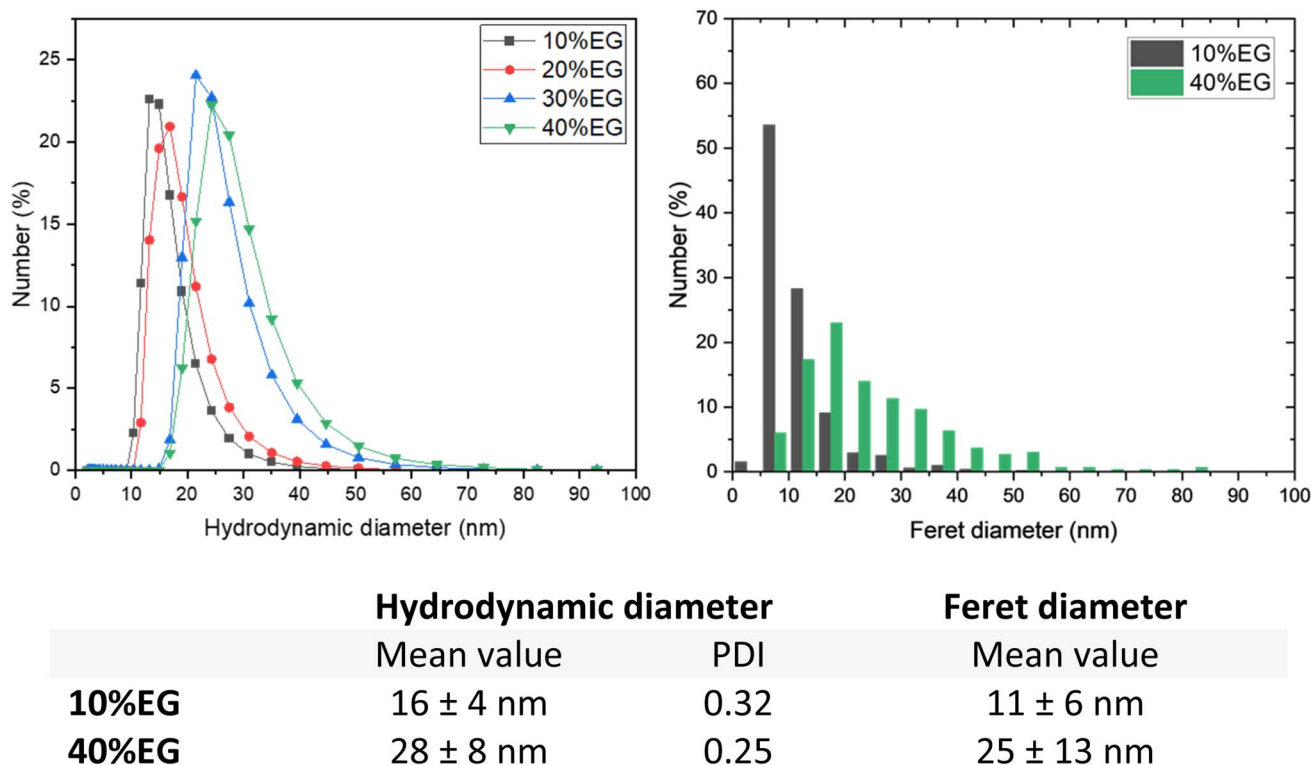 25
20
15
10
5
0
Number (%)
10%EG
20%EG
30%EG
40%EG
0 10 20 30 40 50 60 70 80 90 100
Hydrodynamic diameter (nm)
70
60
50
40
30
20
10
0
Number (%)
10%EG
40%EG
0 10 20 30 40 50 60 70 80 90 100
Feret diameter (nm)
Hydrodynamic diameter Feret diameter
Mean value PDI Mean value
10%EG 16 ± 4 nm 0.32 11 ± 6 nm
40%EG 28 ± 8 nm 0.25 25 ± 13 nm